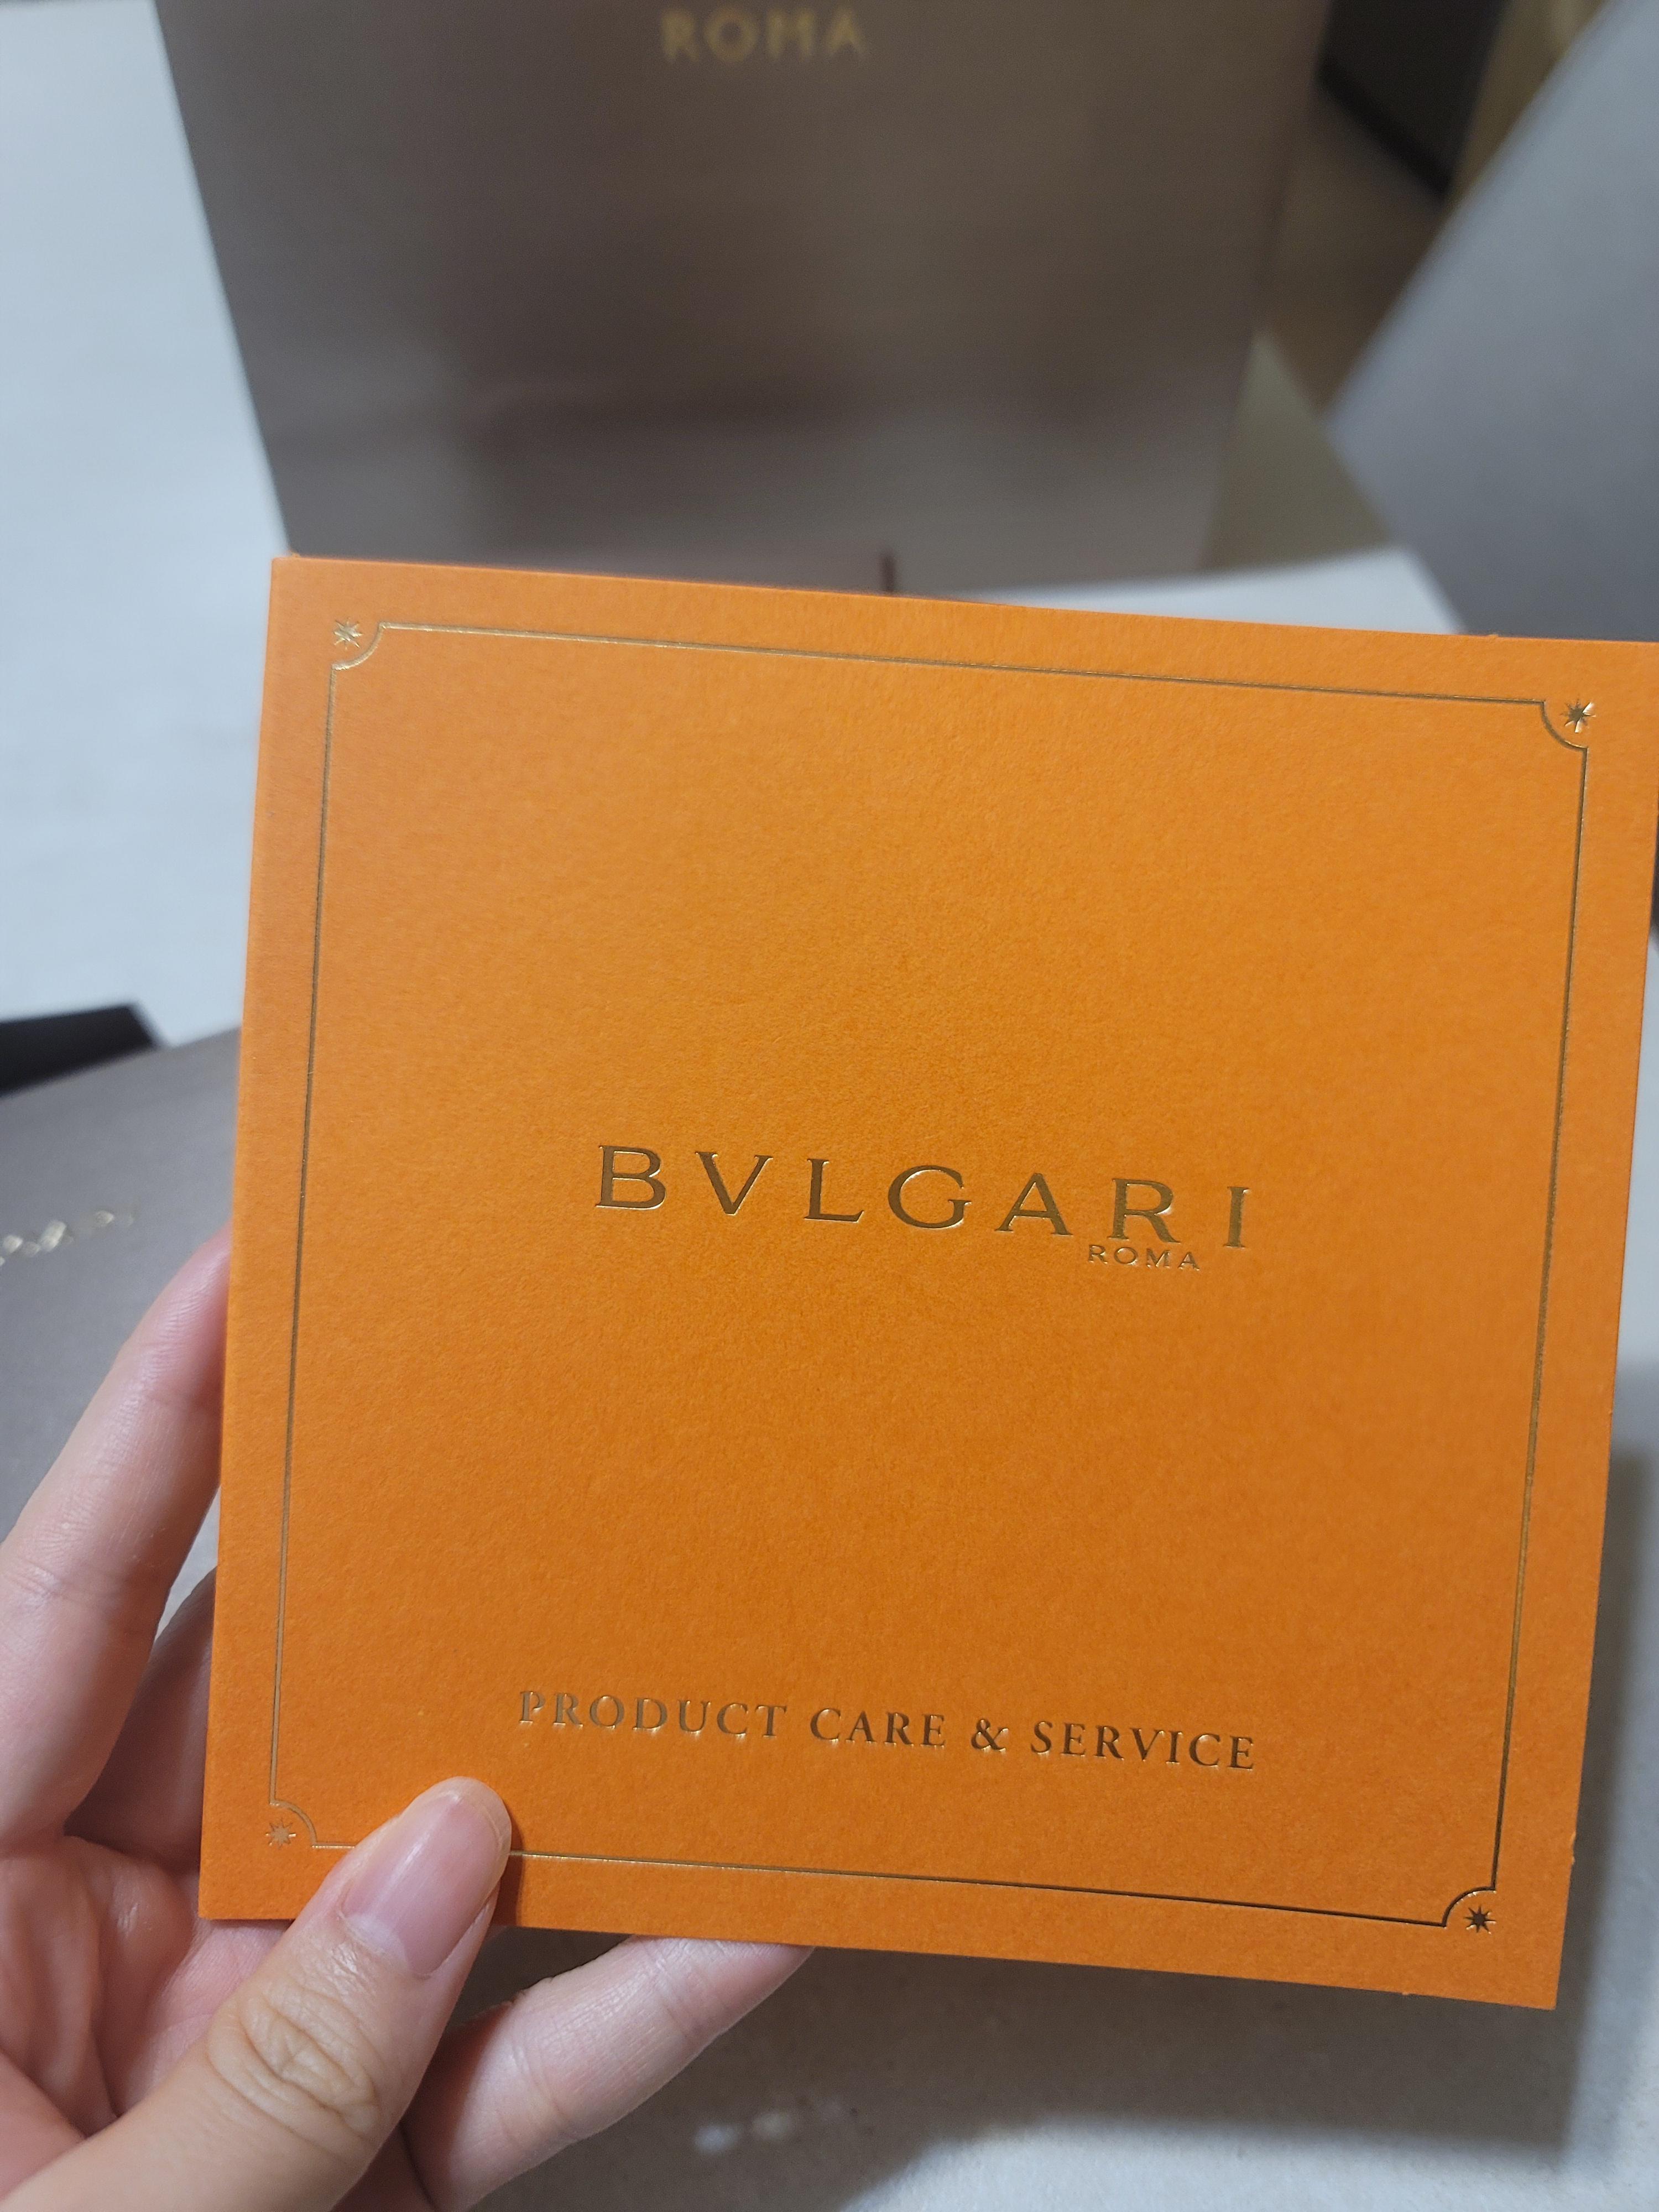 ROMA
BVLGARI
ROMA
PRODUCT CARE & SERVICE